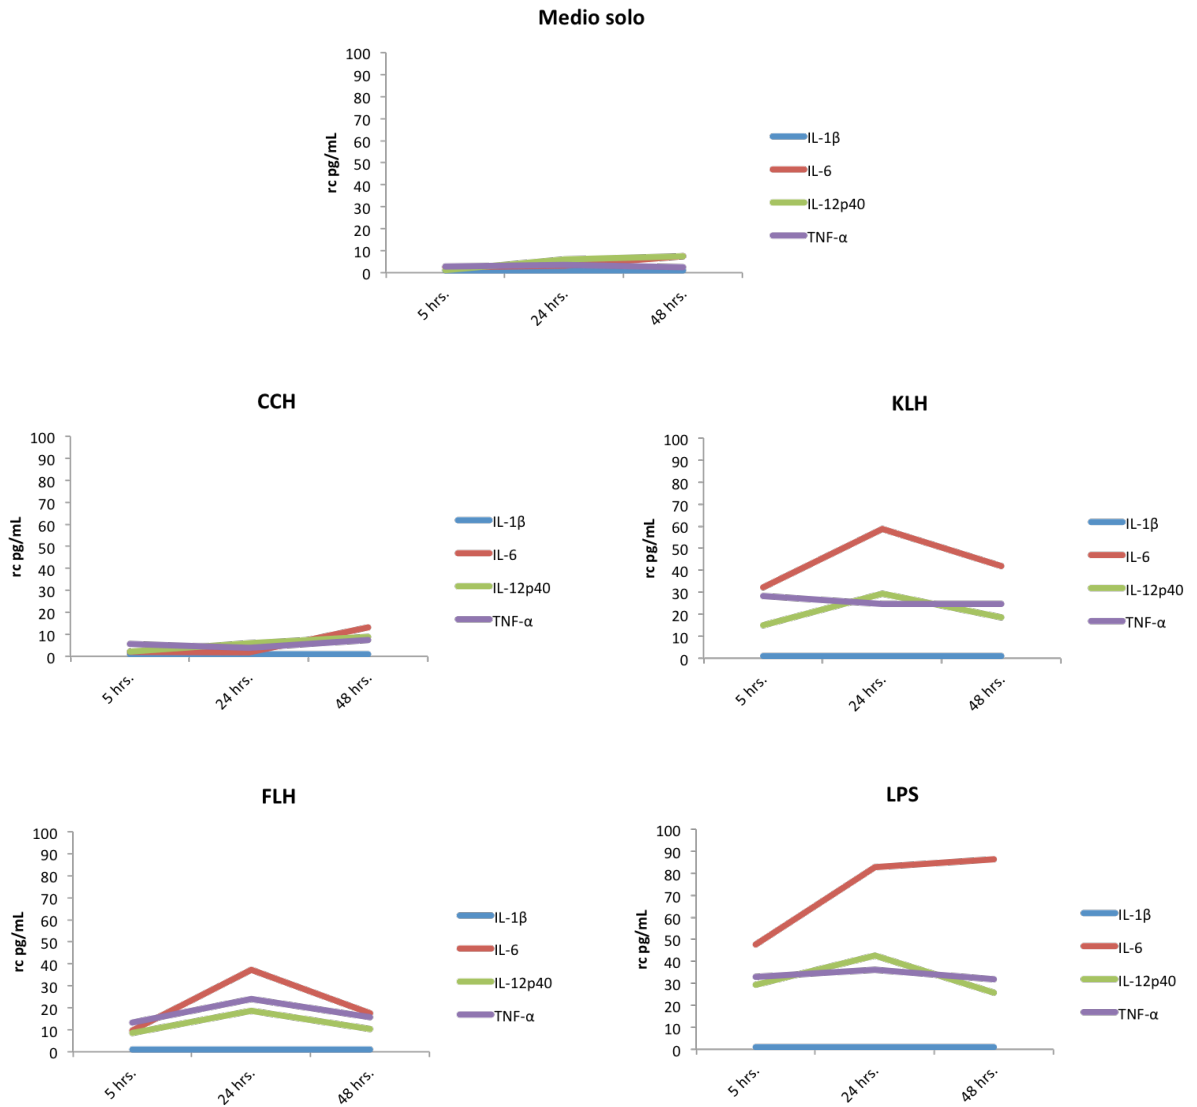 Medio solo
100
90
80
70
60
50
40
30
20
10
0
rc pg/mL
5 hrs.
24 hrs.
48 hrs.
IL-1β
IL-6
IL-12p40
TNF-α
CCH
100
90
80
70
60
50
40
30
20
10
0
rc pg/mL
5 hrs.
24 hrs.
48 hrs.
IL-1β
IL-6
IL-12p40
TNF-α
KLH
100
90
80
70
60
50
40
30
20
10
0
rc pg/mL
5 hrs.
24 hrs.
48 hrs.
IL-1β
IL-6
IL-12p40
TNF-α
FLH
100
90
80
70
60
50
40
30
20
10
0
rc pg/mL
5 hrs.
24 hrs.
48 hrs.
IL-1β
IL-6
IL-12p40
TNF-α
LPS
100
90
80
70
60
50
40
30
20
10
0
rc pg/mL
5 hrs.
24 hrs.
48 hrs.
IL-1β
IL-6
IL-12p40
TNF-α